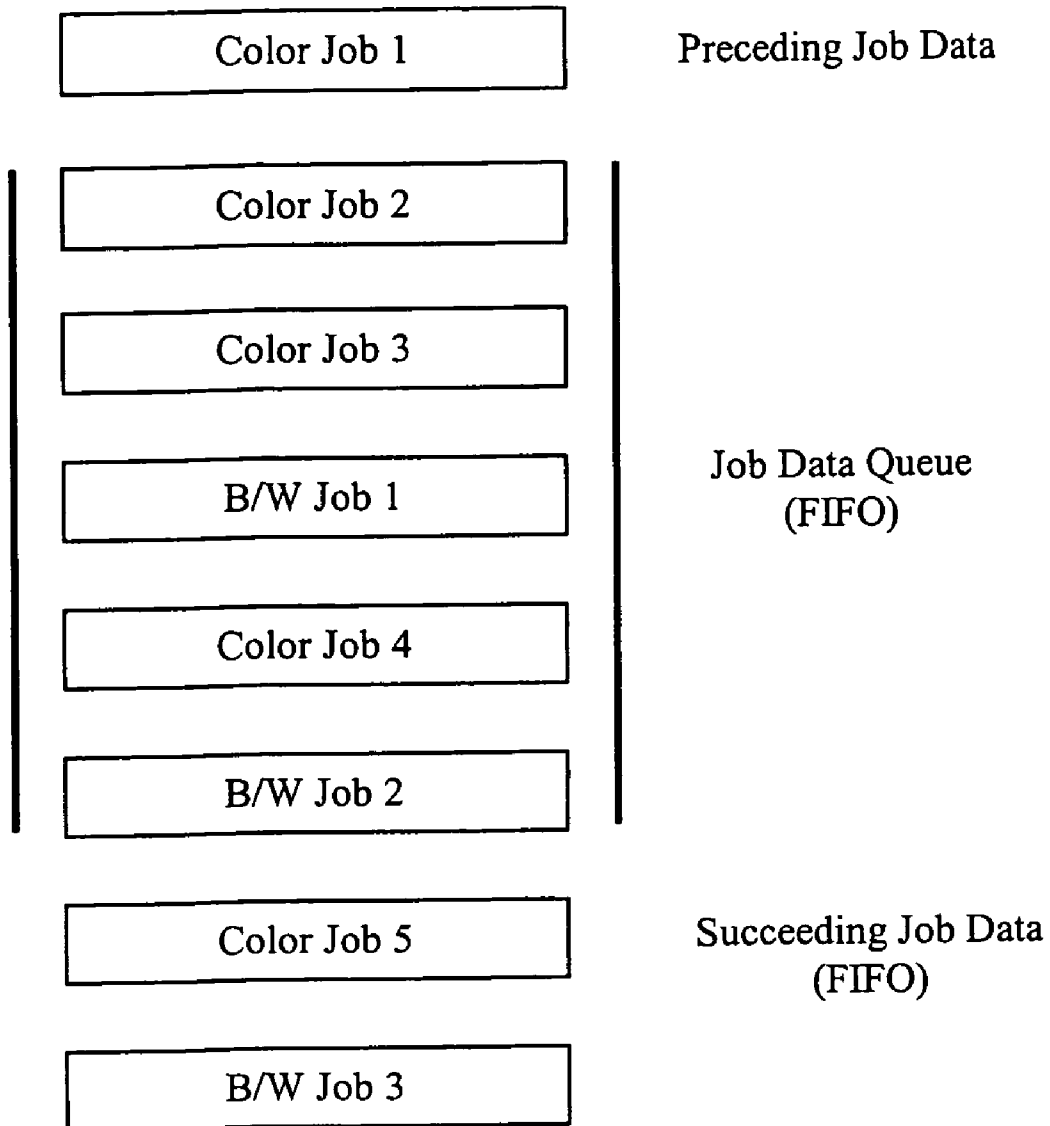 Color Job 1
Preceding Job Data
Color Job 2
Color Job 3
B/W Job 1
Job Data Queue
(FIFO)
Color Job 4
B/W Job 2
Color Job 5
Succeeding Job Data
(FIFO)
B/W Job 3